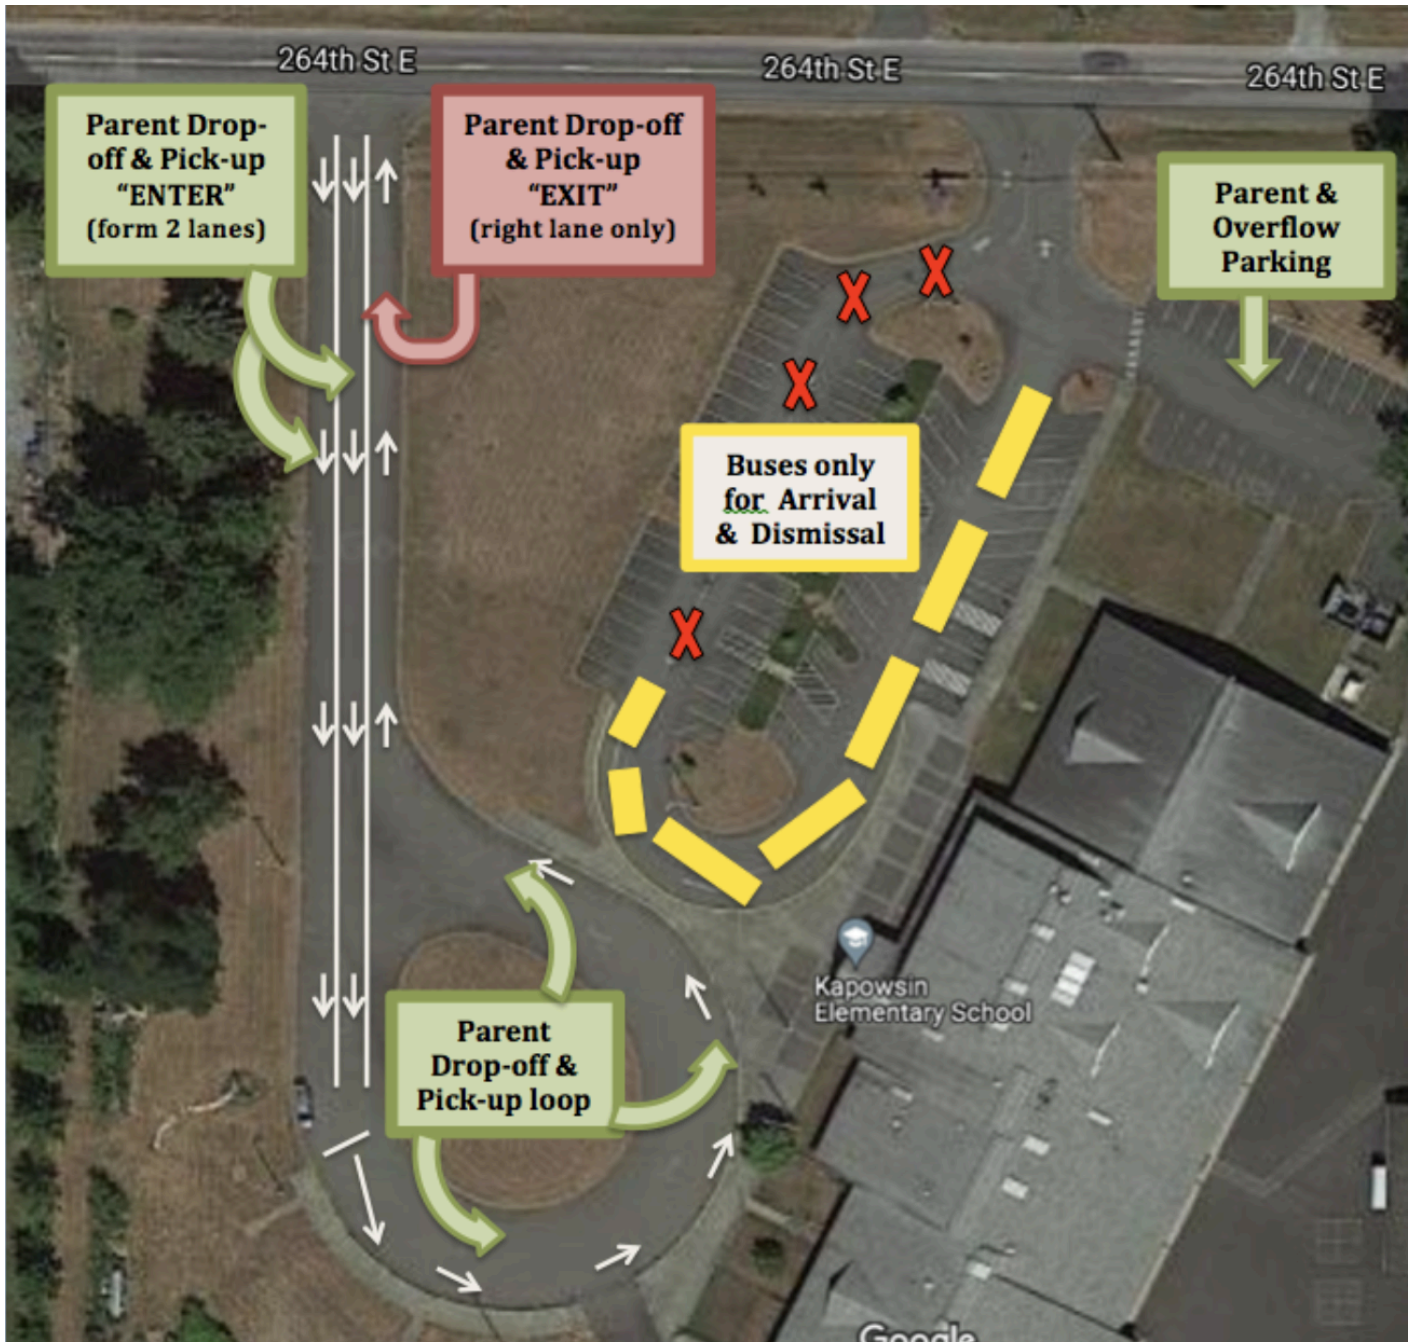 264th St E
264th St E
264th St E
Parent Drop-
off & Pick-up
“ENTER”
(form 2 lanes)
Parent Drop-off
& Pick-up
“EXIT”
(right lane only)
Parent &
Overflow
Parking
Buses only
for Arrival
& Dismissal
Kapowsin
Elementary School
Parent
Drop-off &
Pick-up loop
Google